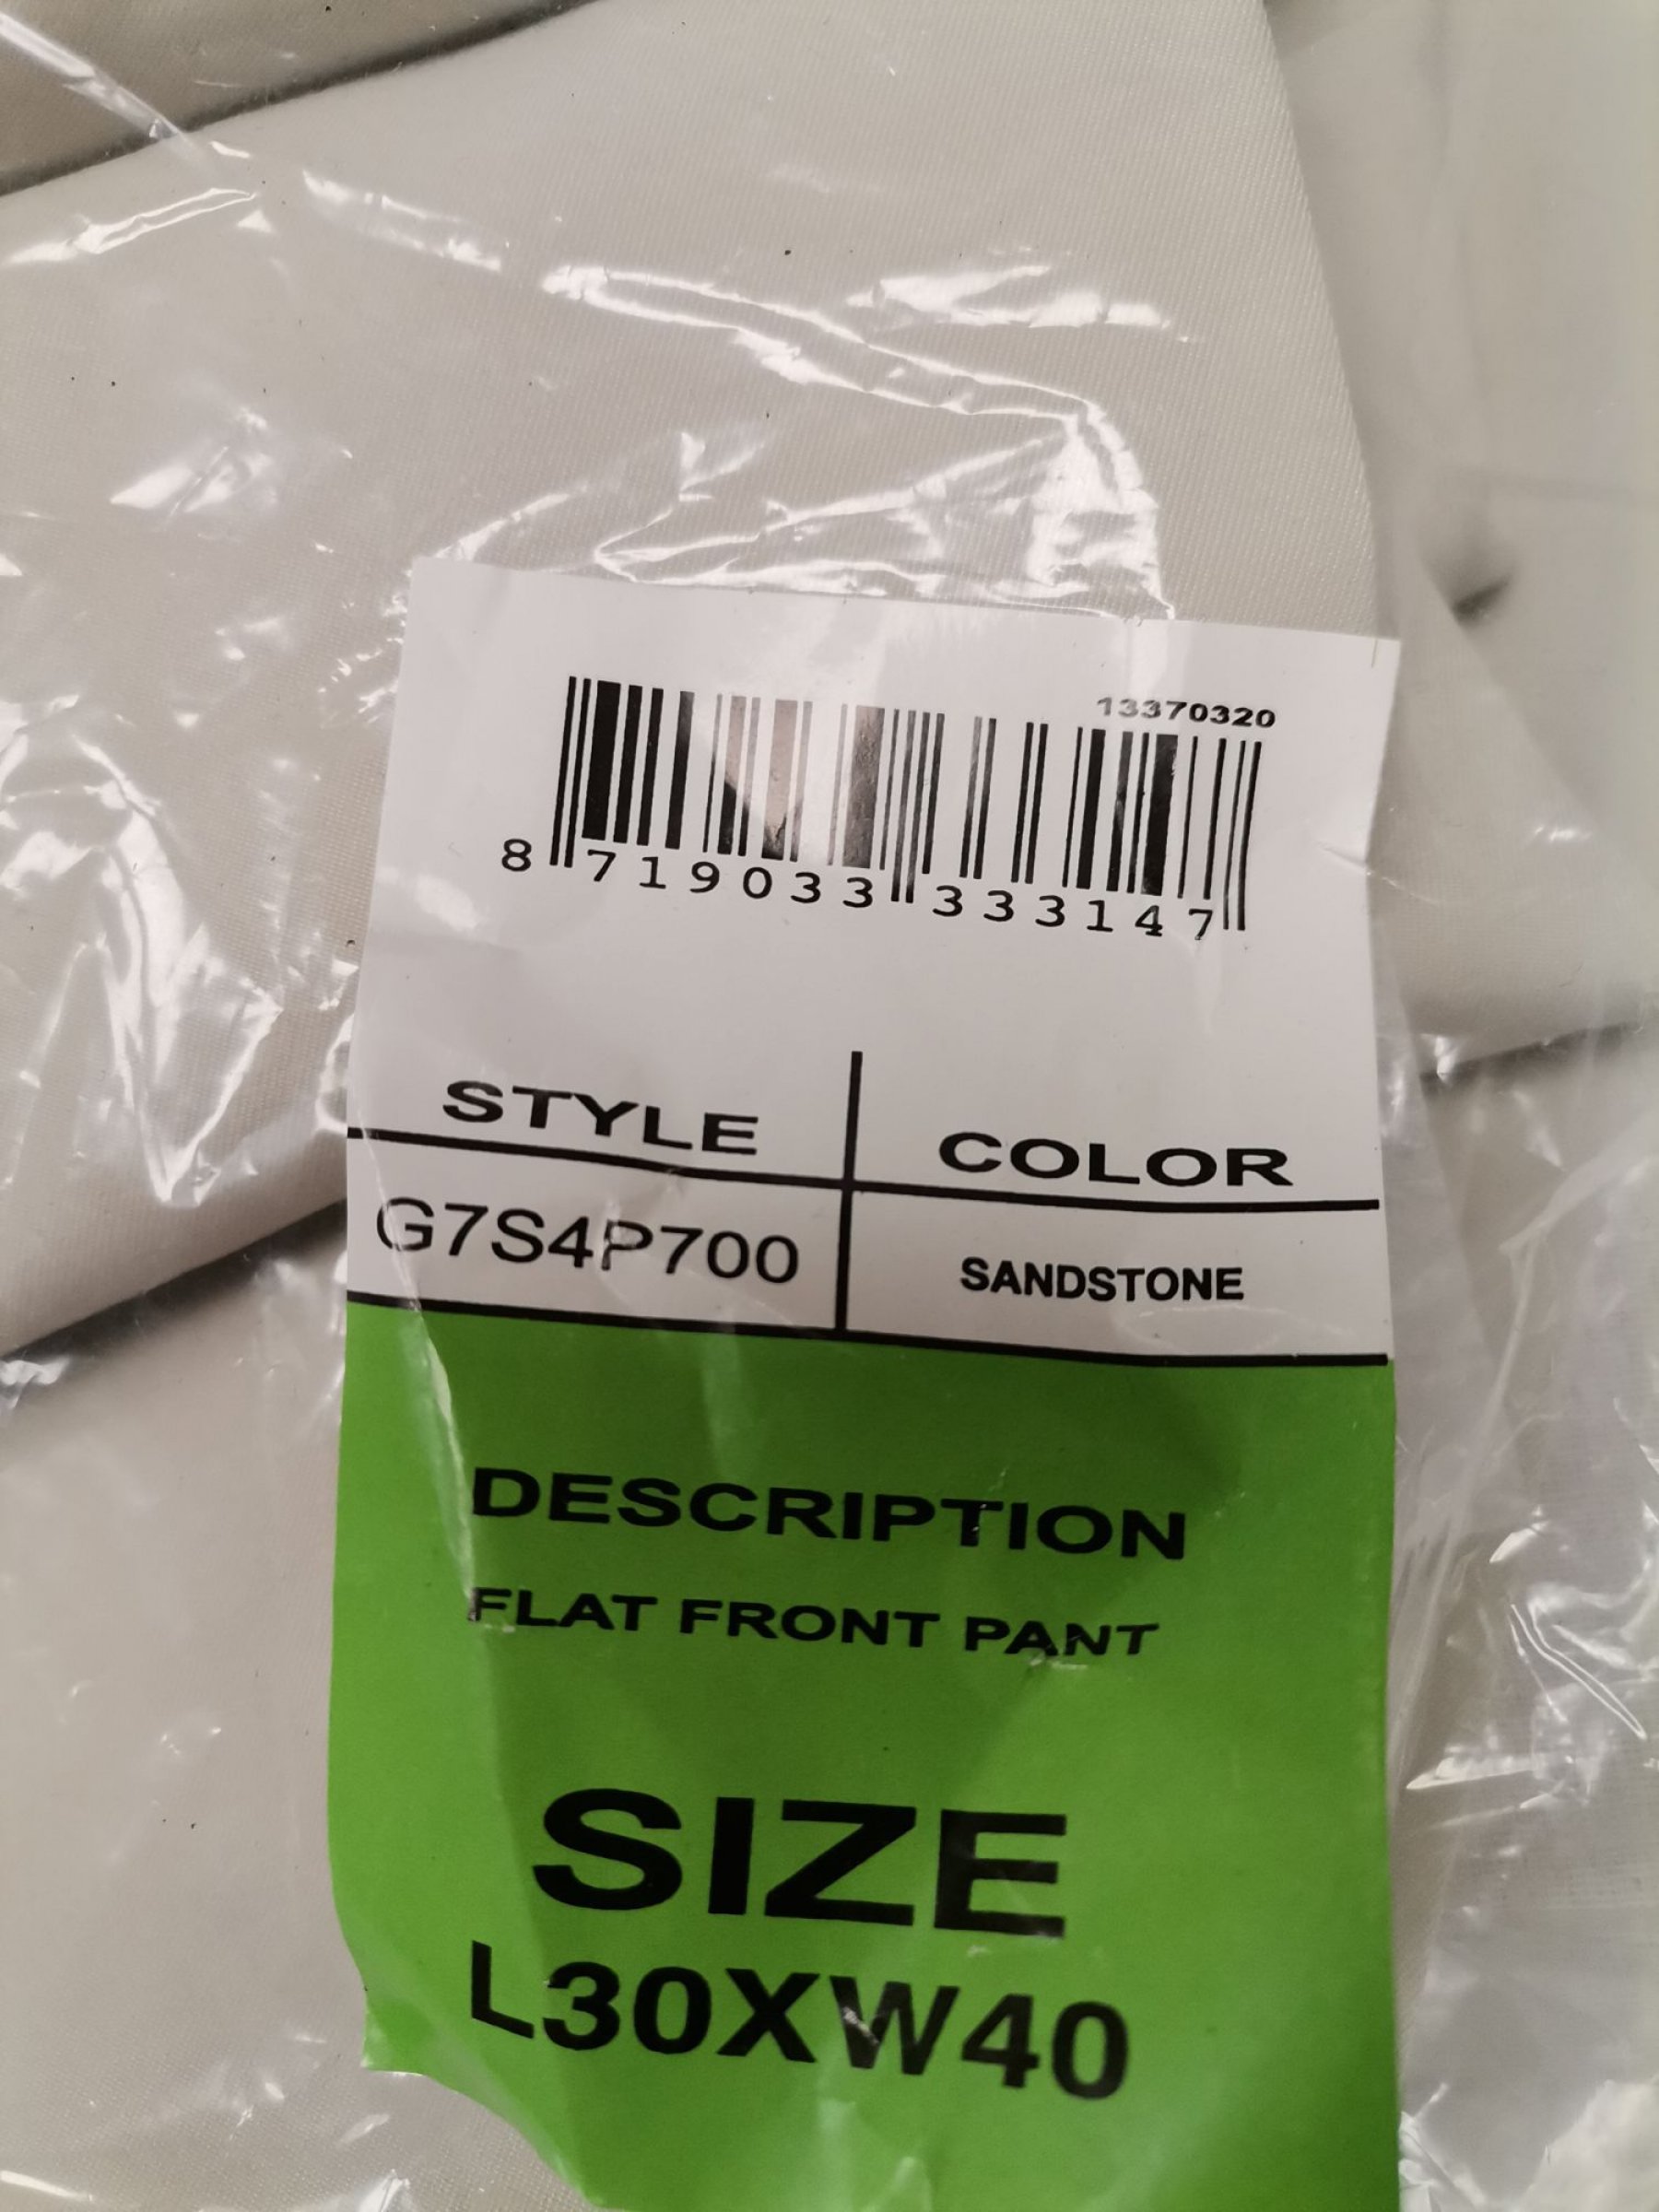 13370320
8 719033 333147
STYLE COLOR
G7S4P700 SANDSTONE
DESCRIPTION
FLAT FRONT PANT
SIZE
L30XW40